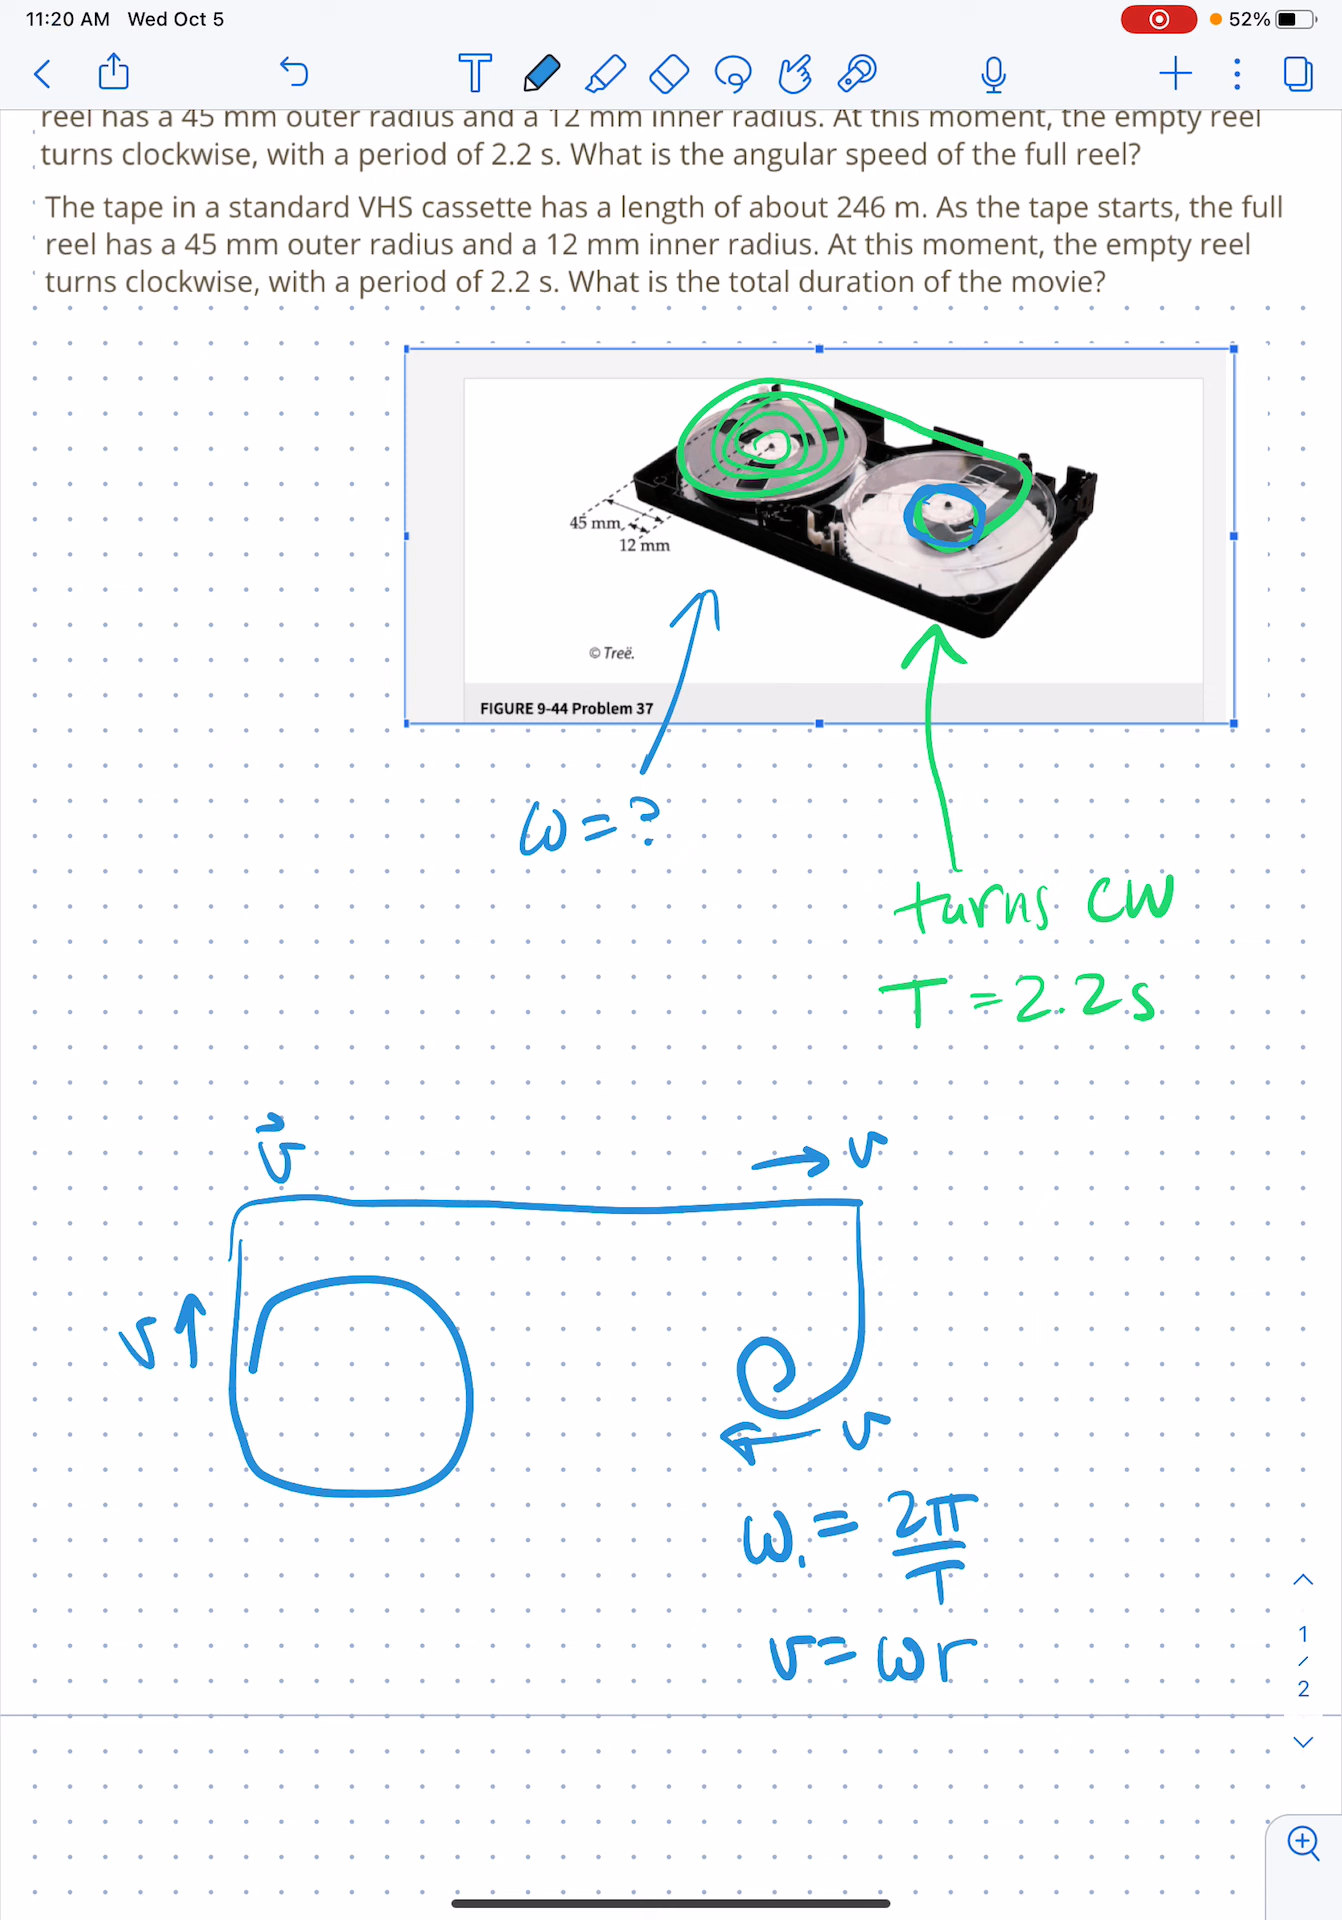 11:20 AM Wed Oct 5
52%
T
reel has a 45 mm outer radius and a 12 mm inner radius. At this moment, the empty reel
turns clockwise, with a period of 2.2 s. What is the angular speed of the full reel?
The tape in a standard VHS cassette has a length of about 246 m. As the tape starts, the full
reel has a 45 mm outer radius and a 12 mm inner radius. At this moment, the empty reel
turns clockwise, with a period of 2.2 s. What is the total duration of the movie?
45 mm
12 mm
© Treë.
FIGURE 9-44 Problem 37
ω = ?
turns CW
T = 2.2 s
v⃗
→ v
v ↑
← v
ω₁ = 2π/T
v = ωr
1
/
2